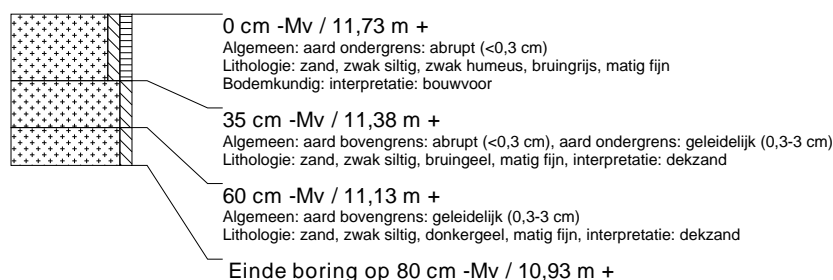 0 cm -Mv / 11,73 m +
Algemeen: aard ondergrens: abrupt (<0,3 cm)
Lithologie: zand, zwak siltig, zwak humeus, bruingrijs, matig fijn
Bodemkundig: interpretatie: bouwvoor
35 cm -Mv / 11,38 m +
Algemeen: aard bovengrens: abrupt (<0,3 cm), aard ondergrens: geleidelijk (0,3-3 cm)
Lithologie: zand, zwak siltig, bruingeel, matig fijn, interpretatie: dekzand
60 cm -Mv / 11,13 m +
Algemeen: aard bovengrens: geleidelijk (0,3-3 cm)
Lithologie: zand, zwak siltig, donkergeel, matig fijn, interpretatie: dekzand
Einde boring op 80 cm -Mv / 10,93 m +